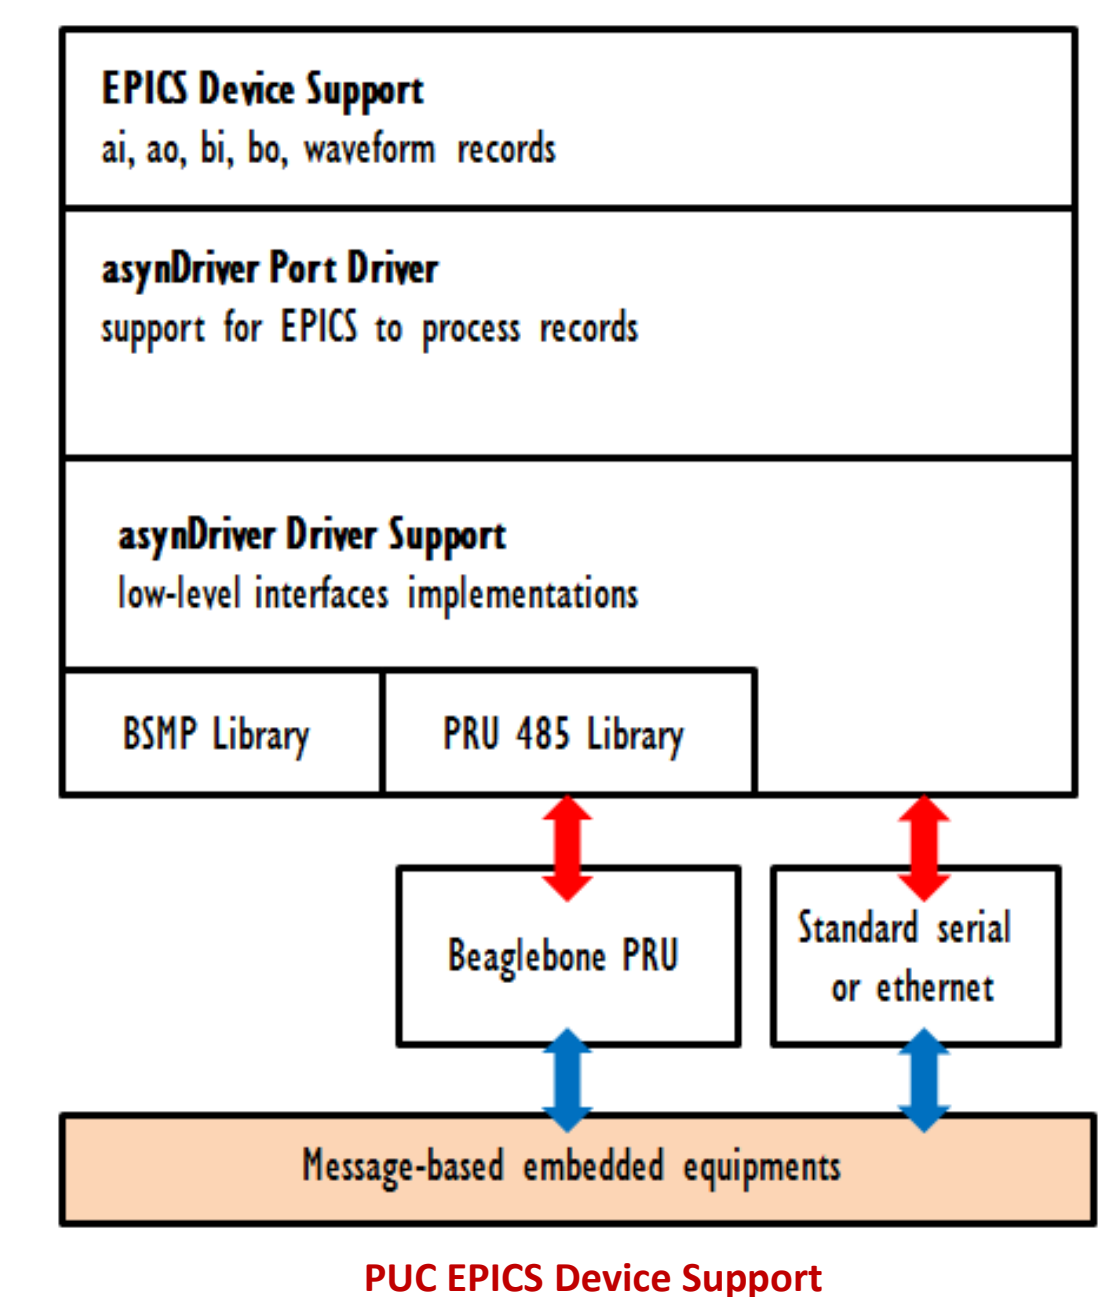 EPICS Device Support
ai, ao, bi, bo, waveform records
asynDriver Port Driver
support for EPICS to process records
asynDriver Driver Support
low-level interfaces implementations
BSMP Library
PRU 485 Library
Beaglebone PRU
Standard serial
or ethernet
Message-based embedded equipments
PUC EPICS Device Support